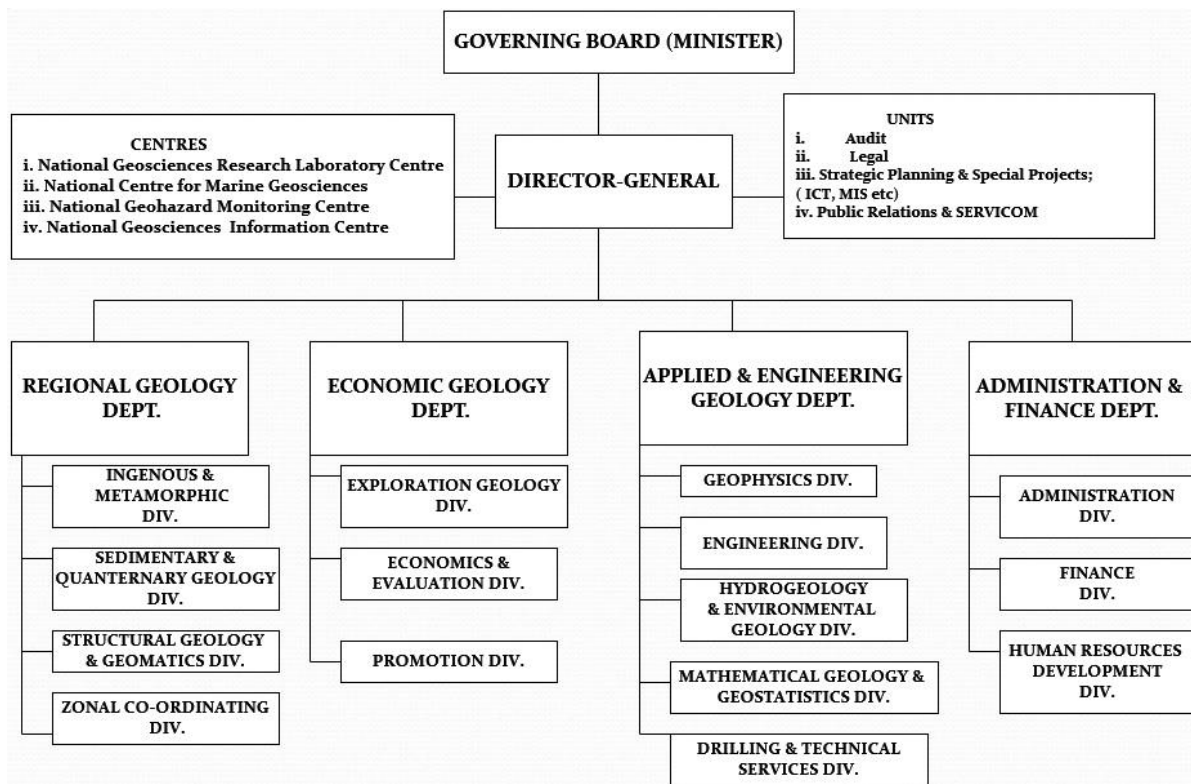 GOVERNING BOARD (MINISTER)
CENTRES
i. National Geosciences Research Laboratory Centre
ii. National Centre for Marine Geosciences
iii. National Geohazard Monitoring Centre
iv. National Geosciences Information Centre
DIRECTOR-GENERAL
UNITS
i. Audit
ii. Legal
iii. Strategic Planning & Special Projects;
( ICT, MIS etc)
iv. Public Relations & SERVICOM
REGIONAL GEOLOGY
DEPT.
INGENOUS &
METAMORPHIC
DIV.
SEDIMENTARY &
QUANTERNARY GEOLOGY
DIV.
STRUCTURAL GEOLOGY
& GEOMATICS DIV.
ZONAL CO-ORDINATING
DIV.
ECONOMIC GEOLOGY
DEPT.
EXPLORATION GEOLOGY
DIV.
ECONOMICS &
EVALUATION DIV.
PROMOTION DIV.
APPLIED & ENGINEERING
GEOLOGY DEPT.
GEOPHYSICS DIV.
ENGINEERING DIV.
HYDROGEOLOGY
& ENVIRONMENTAL
GEOLOGY DIV.
MATHEMATICAL GEOLOGY &
GEOSTATISTICS DIV.
DRILLING & TECHNICAL
SERVICES DIV.
ADMINISTRATION &
FINANCE DEPT.
ADMINISTRATION
DIV.
FINANCE
DIV.
HUMAN RESOURCES
DEVELOPMENT
DIV.